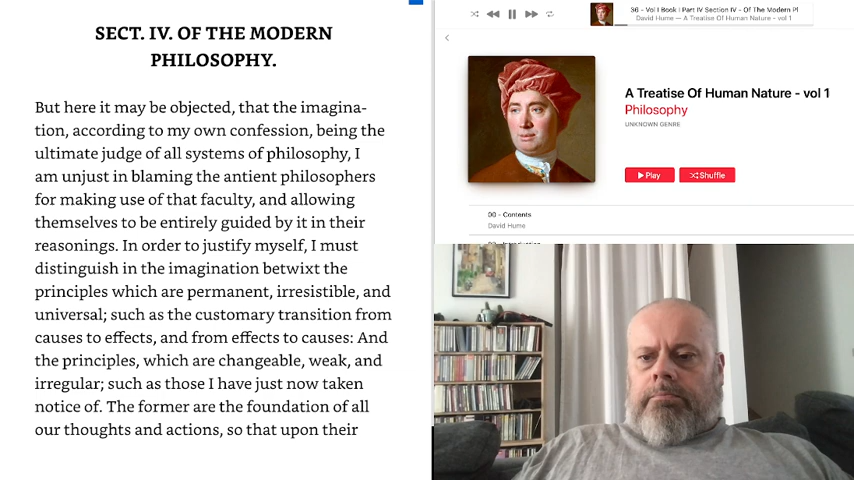 SECT. IV. OF THE MODERN
PHILOSOPHY.
But here it may be objected, that the imagina-
tion, according to my own confession, being the
ultimate judge of all systems of philosophy, I
am unjust in blaming the antient philosophers
for making use of that faculty, and allowing
themselves to be entirely guided by it in their
reasonings. In order to justify myself, I must
distinguish in the imagination betwixt the
principles which are permanent, irresistible, and
universal; such as the customary transition from
causes to effects, and from effects to causes: And
the principles, which are changeable, weak, and
irregular; such as those I have just now taken
notice of. The former are the foundation of all
our thoughts and actions, so that upon their
36 - Vol I Book I Part IV Section IV - Of The Modern Pl
David Hume — A Treatise Of Human Nature - vol 1
A Treatise Of Human Nature - vol 1
Philosophy
UNKNOWN GENRE
Play
Shuffle
00 - Contents
David Hume